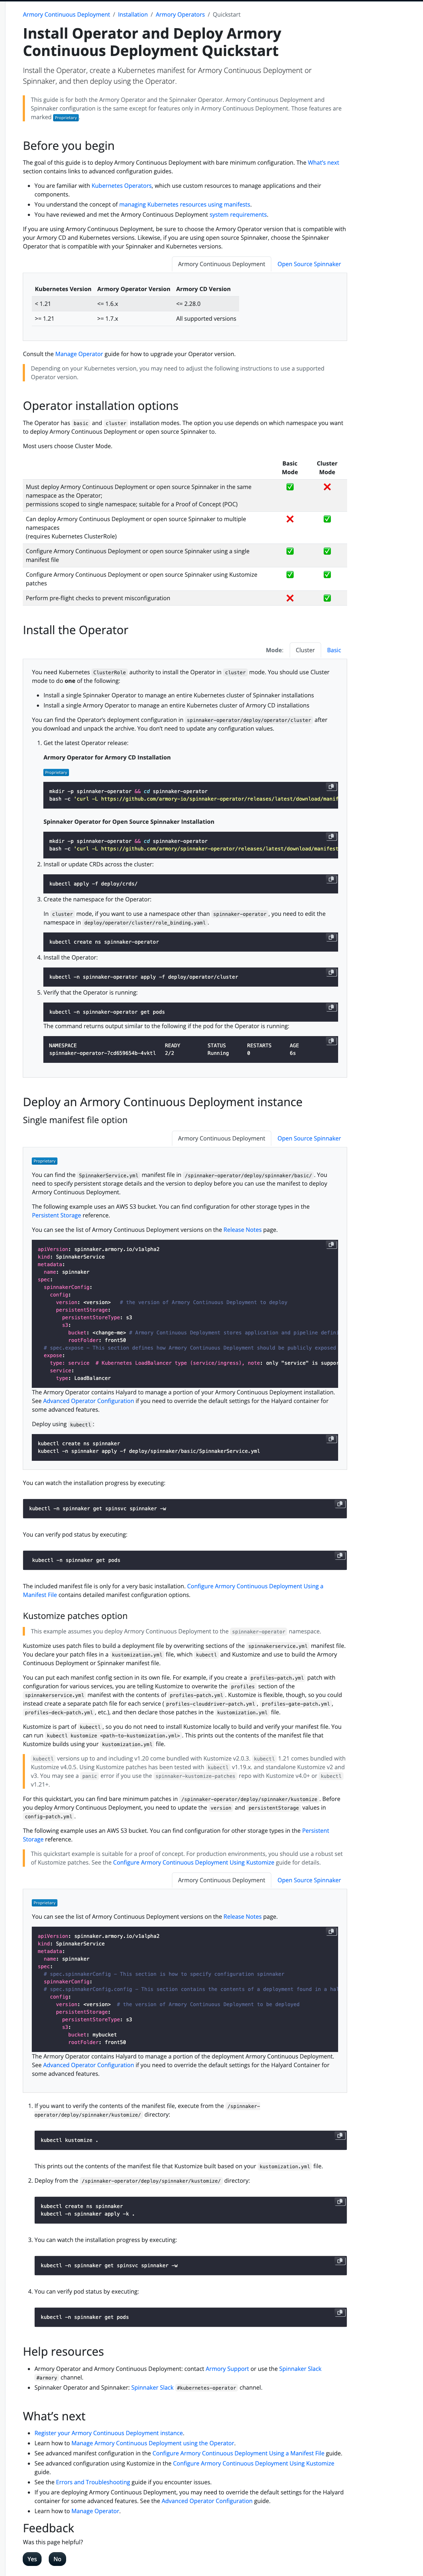 Armory Continuous Deployment / Installation / Armory Operators / Quickstart
Install Operator and Deploy Armory
Continuous Deployment Quickstart
Install the Operator, create a Kubernetes manifest for Armory Continuous Deployment or
Spinnaker, and then deploy using the Operator.
This guide is for both the Armory Operator and the Spinnaker Operator. Armory Continuous Deployment and
Spinnaker configuration is the same except for features only in Armory Continuous Deployment. Those features are
marked Proprietary
Before you begin
The goal of this guide is to deploy Armory Continuous Deployment with bare minimum configuration. The What's next
section contains links to advanced configuration guides.
You are familiar with Kubernetes Operators, which use custom resources to manage applications and their
components.
You understand the concept of managing Kubernetes resources using manifests.
You have reviewed and met the Armory Continuous Deployment system requirements.
If you are using Armory Continuous Deployment, be sure to choose the Armory Operator version that is compatible with
your Armory CD and Kubernetes versions. Likewise, if you are using open source Spinnaker, choose the Spinnaker
Operator that is compatible with your Spinnaker and Kubernetes versions.
Armory Continuous Deployment Open Source Spinnaker
Kubernetes Version Armory Operator Version Armory CD Version
< 1.21 <= 1.6.x <= 2.28.0
>= 1.21 >= 1.7.x All supported versions
Consult the Manage Operator guide for how to upgrade your Operator version.
Depending on your Kubernetes version, you may need to adjust the following instructions to use a supported
Operator version.
Operator installation options
The Operator has basic and cluster installation modes. The option you use depends on which namespace you want
to deploy Armory Continuous Deployment or open source Spinnaker to.
Most users choose Cluster Mode.
Basic Mode Cluster Mode
Must deploy Armory Continuous Deployment or open source Spinnaker in the same
namespace as the Operator;
permissions scoped to single namespace; suitable for a Proof of Concept (POC)
Can deploy Armory Continuous Deployment or open source Spinnaker to multiple
namespaces
(requires Kubernetes ClusterRole)
Configure Armory Continuous Deployment or open source Spinnaker using a single
manifest file
Configure Armory Continuous Deployment or open source Spinnaker using Kustomize
patches
Perform pre-flight checks to prevent misconfiguration
Install the Operator
Mode: Cluster Basic
You need Kubernetes ClusterRole authority to install the Operator in cluster mode. You should use Cluster
mode to do one of the following:
Install a single Spinnaker Operator to manage an entire Kubernetes cluster of Spinnaker installations
Install a single Armory Operator to manage an entire Kubernetes cluster of Armory CD installations
You can find the Operator's deployment configuration in spinnaker-operator/deploy/operator/cluster after
you download and unpack the archive. You don't need to update any configuration values.
1. Get the latest Operator release:
Armory Operator for Armory CD Installation
Proprietary
mkdir -p spinnaker-operator && cd spinnaker-operator
bash -c 'curl -L https://github.com/armory-io/spinnaker-operator/releases/latest/download/manif
Spinnaker Operator for Open Source Spinnaker Installation
mkdir -p spinnaker-operator && cd spinnaker-operator
bash -c 'curl -L https://github.com/armory/spinnaker-operator/releases/latest/download/manifest
2. Install or update CRDs across the cluster:
kubectl apply -f deploy/crds/
3. Create the namespace for the Operator:
In cluster mode, if you want to use a namespace other than spinnaker-operator, you need to edit the
namespace in deploy/operator/cluster/role_binding.yaml.
kubectl create ns spinnaker-operator
4. Install the Operator:
kubectl -n spinnaker-operator apply -f deploy/operator/cluster
5. Verify that the Operator is running:
kubectl -n spinnaker-operator get pods
The command returns output similar to the following if the pod for the Operator is running:
NAMESPACE READY STATUS RESTARTS AGE
spinnaker-operator-7cd659654b-4vktl 2/2 Running 0 6s
Deploy an Armory Continuous Deployment instance
Single manifest file option
Armory Continuous Deployment Open Source Spinnaker
Proprietary
You can find the SpinnakerService.yml manifest file in /spinnaker-operator/deploy/spinnaker/basic/. You
need to specify persistent storage details and the version to deploy before you can use the manifest to deploy
Armory Continuous Deployment.
The following example uses an AWS S3 bucket. You can find configuration for other storage types in the
Persistent Storage reference.
You can see the list of Armory Continuous Deployment versions on the Release Notes page.
apiVersion: spinnaker.armory.io/v1alpha2
kind: SpinnakerService
metadata:
name: spinnaker
spec:
spinnakerConfig:
config:
version: <version> # the version of Armory Continuous Deployment to deploy
persistentStorage:
persistentStoreType: s3
s3:
bucket: <change-me> # Armory Continuous Deployment stores application and pipeline defin
rootFolder: front50
# spec.expose - This section defines how Armory Continuous Deployment should be publicly exposed
expose:
type: service # Kubernetes LoadBalancer type (service/ingress), note: only "service" is suppor
service:
type: LoadBalancer
The Armory Operator contains Halyard to manage a portion of your Armory Continuous Deployment installation.
See Advanced Operator Configuration if you need to override the default settings for the Halyard container for
some advanced features.
Deploy using kubectl:
kubectl create ns spinnaker
kubectl -n spinnaker apply -f deploy/spinnaker/basic/SpinnakerService.yml
You can watch the installation progress by executing:
kubectl -n spinnaker get spinsvc spinnaker -w
You can verify pod status by executing:
kubectl -n spinnaker get pods
The included manifest file is only for a very basic installation. Configure Armory Continuous Deployment Using a
Manifest File contains detailed manifest configuration options.
Kustomize patches option
This example assumes you deploy Armory Continuous Deployment to the spinnaker-operator namespace.
Kustomize uses patch files to build a deployment file by overwriting sections of the spinnakerservice.yml manifest file.
You declare your patch files in a kustomization.yml file, which kubectl and Kustomize and use to build the Armory
Continuous Deployment or Spinnaker manifest file.
You can put each manifest config section in its own file. For example, if you create a profiles-patch.yml patch with
configuration for various services, you are telling Kustomize to overwrite the profiles section of the
spinnakerservice.yml manifest with the contents of profiles-patch.yml. Kustomize is flexible, though, so you could
instead create a separate patch file for each service ( profiles-clouddriver-patch.yml, profiles-gate-patch.yml,
profiles-deck-patch.yml, etc.), and then declare those patches in the kustomization.yml file.
Kustomize is part of kubectl, so you do not need to install Kustomize locally to build and verify your manifest file. You
can run kubectl kustomize <path-to-kustomization.yml>. This prints out the contents of the manifest file that
Kustomize builds using your kustomization.yml file.
kubectl versions up to and including v1.20 come bundled with Kustomize v2.0.3. kubectl 1.21 comes bundled with
Kustomize v4.0.5. Using Kustomize patches has been tested with kubectl v1.19.x. and standalone Kustomize v2 and
v3. You may see a panic error if you use the spinnaker-kustomize-patches repo with Kustomize v4.0+ or kubectl
v1.21+.
For this quickstart, you can find bare minimum patches in /spinnaker-operator/deploy/spinnaker/kustomize. Before
you deploy Armory Continuous Deployment, you need to update the version and persistentStorage values in
config-patch.yml.
The following example uses an AWS S3 bucket. You can find configuration for other storage types in the Persistent
Storage reference.
This quickstart example is suitable for a proof of concept. For production environments, you should use a robust set
of Kustomize patches. See the Configure Armory Continuous Deployment Using Kustomize guide for details.
Armory Continuous Deployment Open Source Spinnaker
Proprietary
You can see the list of Armory Continuous Deployment versions on the Release Notes page.
apiVersion: spinnaker.armory.io/v1alpha2
kind: SpinnakerService
metadata:
name: spinnaker
spec:
# spec.spinnakerConfig - This section is how to specify configuration spinnaker
spinnakerConfig:
# spec.spinnakerConfig.config - This section contains the contents of a deployment found in a hal
config:
version: <version> # the version of Armory Continuous Deployment to be deployed
persistentStorage:
persistentStoreType: s3
s3:
bucket: mybucket
rootFolder: front50
The Armory Operator contains Halyard to manage a portion of the deployment Armory Continuous Deployment.
See Advanced Operator Configuration if you need to override the default settings for the Halyard Container for
some advanced features.
1. If you want to verify the contents of the manifest file, execute from the /spinnaker-
operator/deploy/spinnaker/kustomize/ directory:
kubectl kustomize .
This prints out the contents of the manifest file that Kustomize built based on your kustomization.yml file.
2. Deploy from the /spinnaker-operator/deploy/spinnaker/kustomize/ directory:
kubectl create ns spinnaker
kubectl -n spinnaker apply -k .
3. You can watch the installation progress by executing:
kubectl -n spinnaker get spinsvc spinnaker -w
4. You can verify pod status by executing:
kubectl -n spinnaker get pods
Help resources
Armory Operator and Armory Continuous Deployment: contact Armory Support or use the Spinnaker Slack
#armory channel.
Spinnaker Operator and Spinnaker: Spinnaker Slack #kubernetes-operator channel.
What's next
Register your Armory Continuous Deployment instance.
Learn how to Manage Armory Continuous Deployment using the Operator.
See advanced manifest configuration in the Configure Armory Continuous Deployment Using a Manifest File guide.
See advanced configuration using Kustomize in the Configure Armory Continuous Deployment Using Kustomize
guide.
See the Errors and Troubleshooting guide if you encounter issues.
If you are deploying Armory Continuous Deployment, you may need to override the default settings for the Halyard
container for some advanced features. See the Advanced Operator Configuration guide.
Learn how to Manage Operator.
Feedback
Was this page helpful?
Yes No